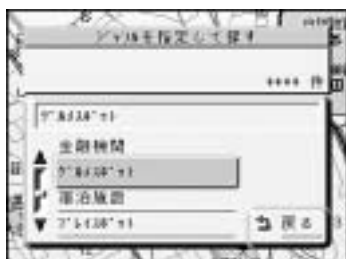 ジャンルを指定して探す
**** 件
グルメスポット
金融機関
グルメスポット
宿泊施設
プレイスポット
戻る